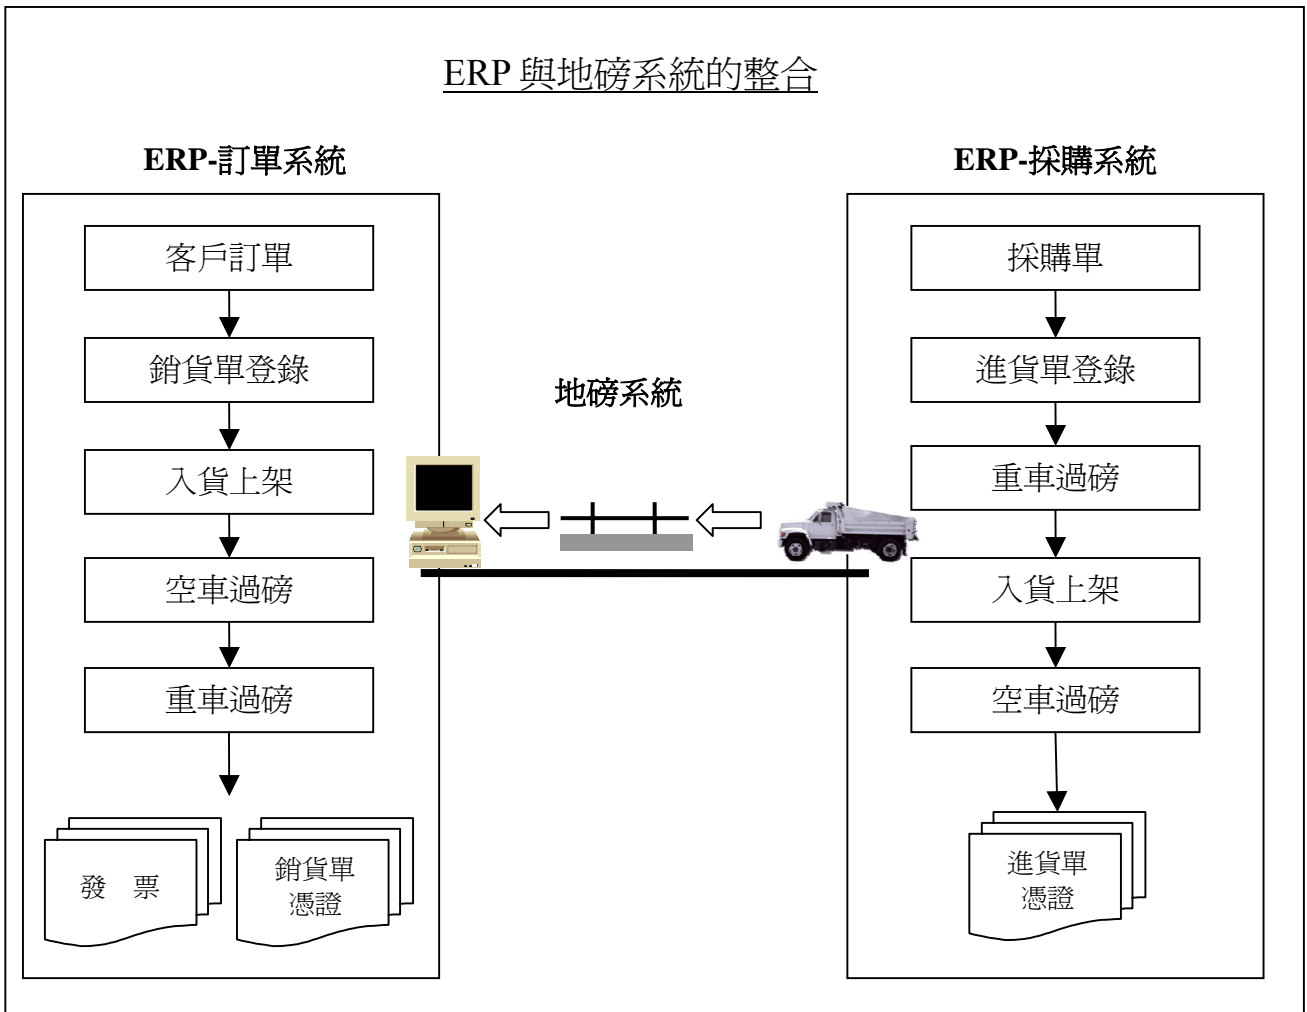 ERP 與地磅系統的整合
ERP-訂單系統
客戶訂單
銷貨單登錄
入貨上架
空車過磅
重車過磅
發　票
銷貨單
憑證
地磅系統
ERP-採購系統
採購單
進貨單登錄
重車過磅
入貨上架
空車過磅
進貨單
憑證